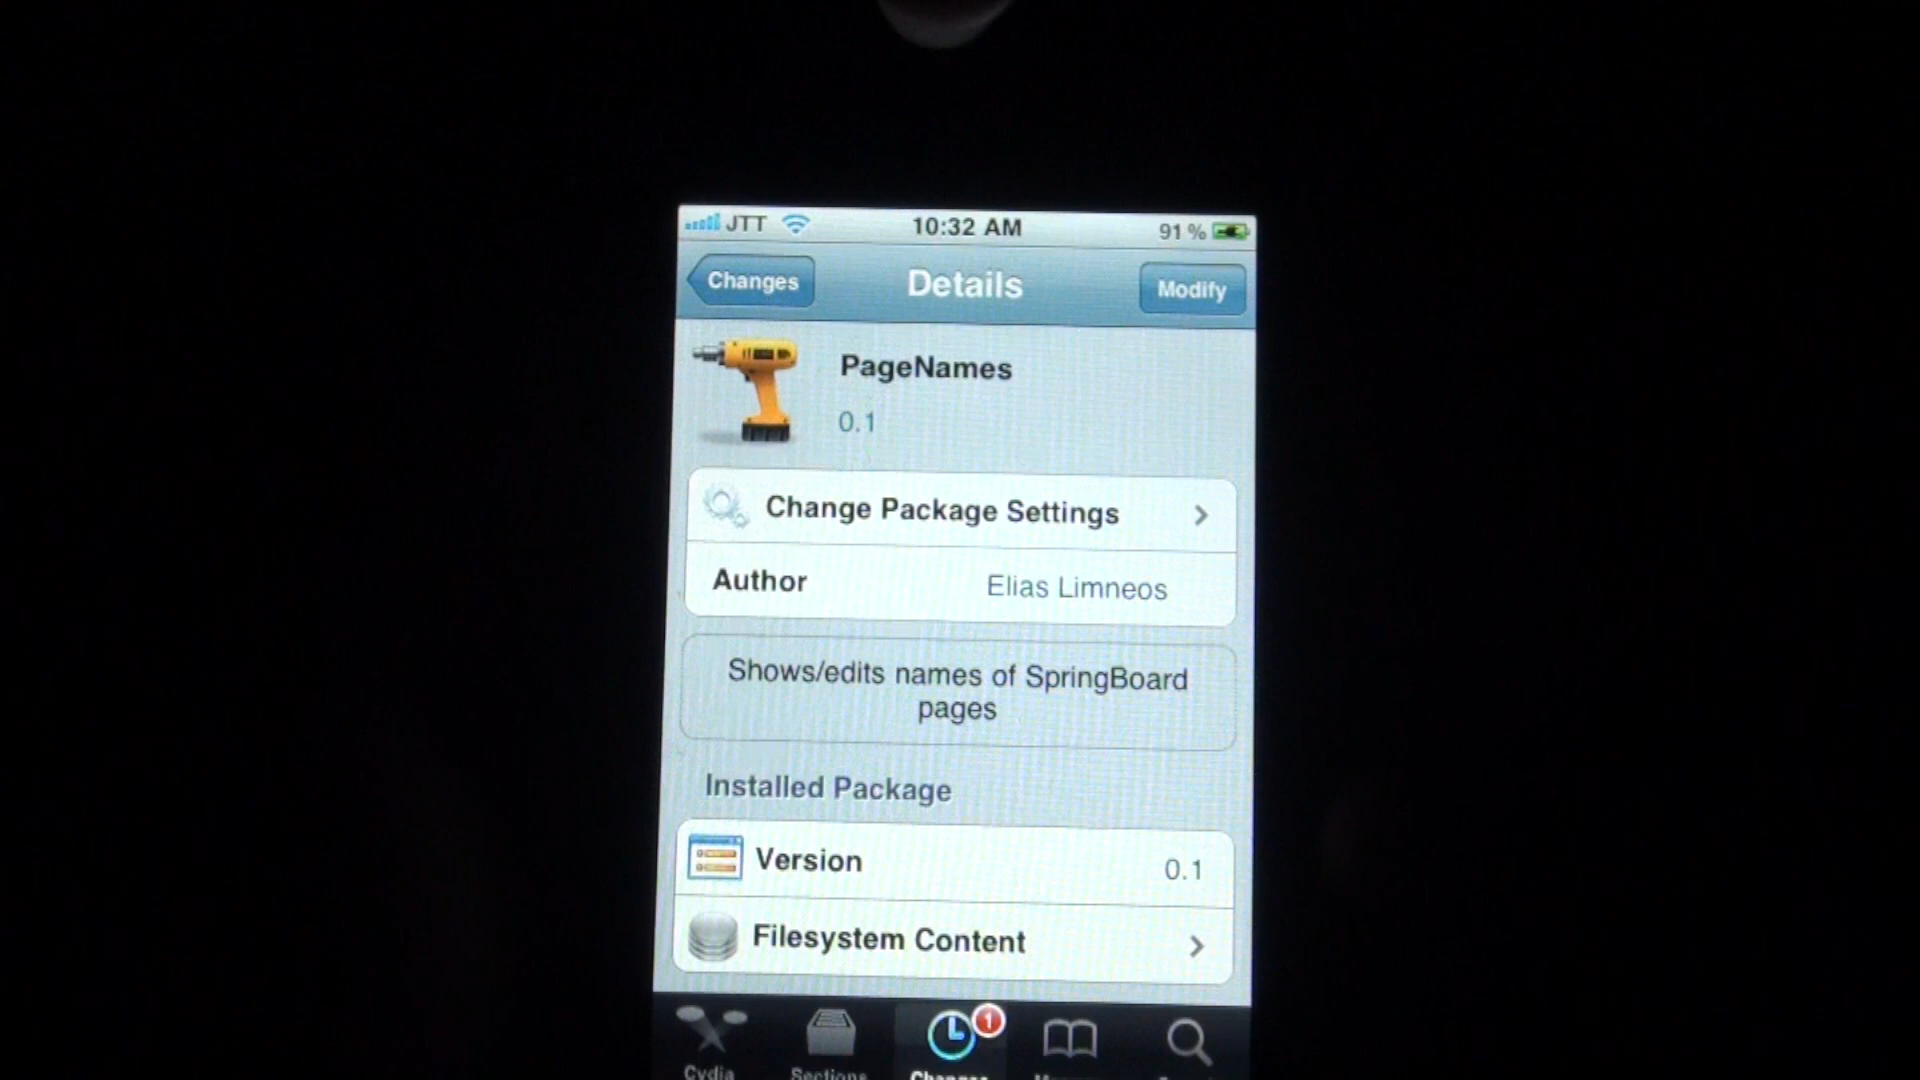 JTT 10:32 AM 91 %
Changes Details Modify
PageNames
0.1
Change Package Settings
Author Elias Limneos
Shows/edits names of SpringBoard
pages
Installed Package
Version 0.1
Filesystem Content
1
Cydia Sections Changes